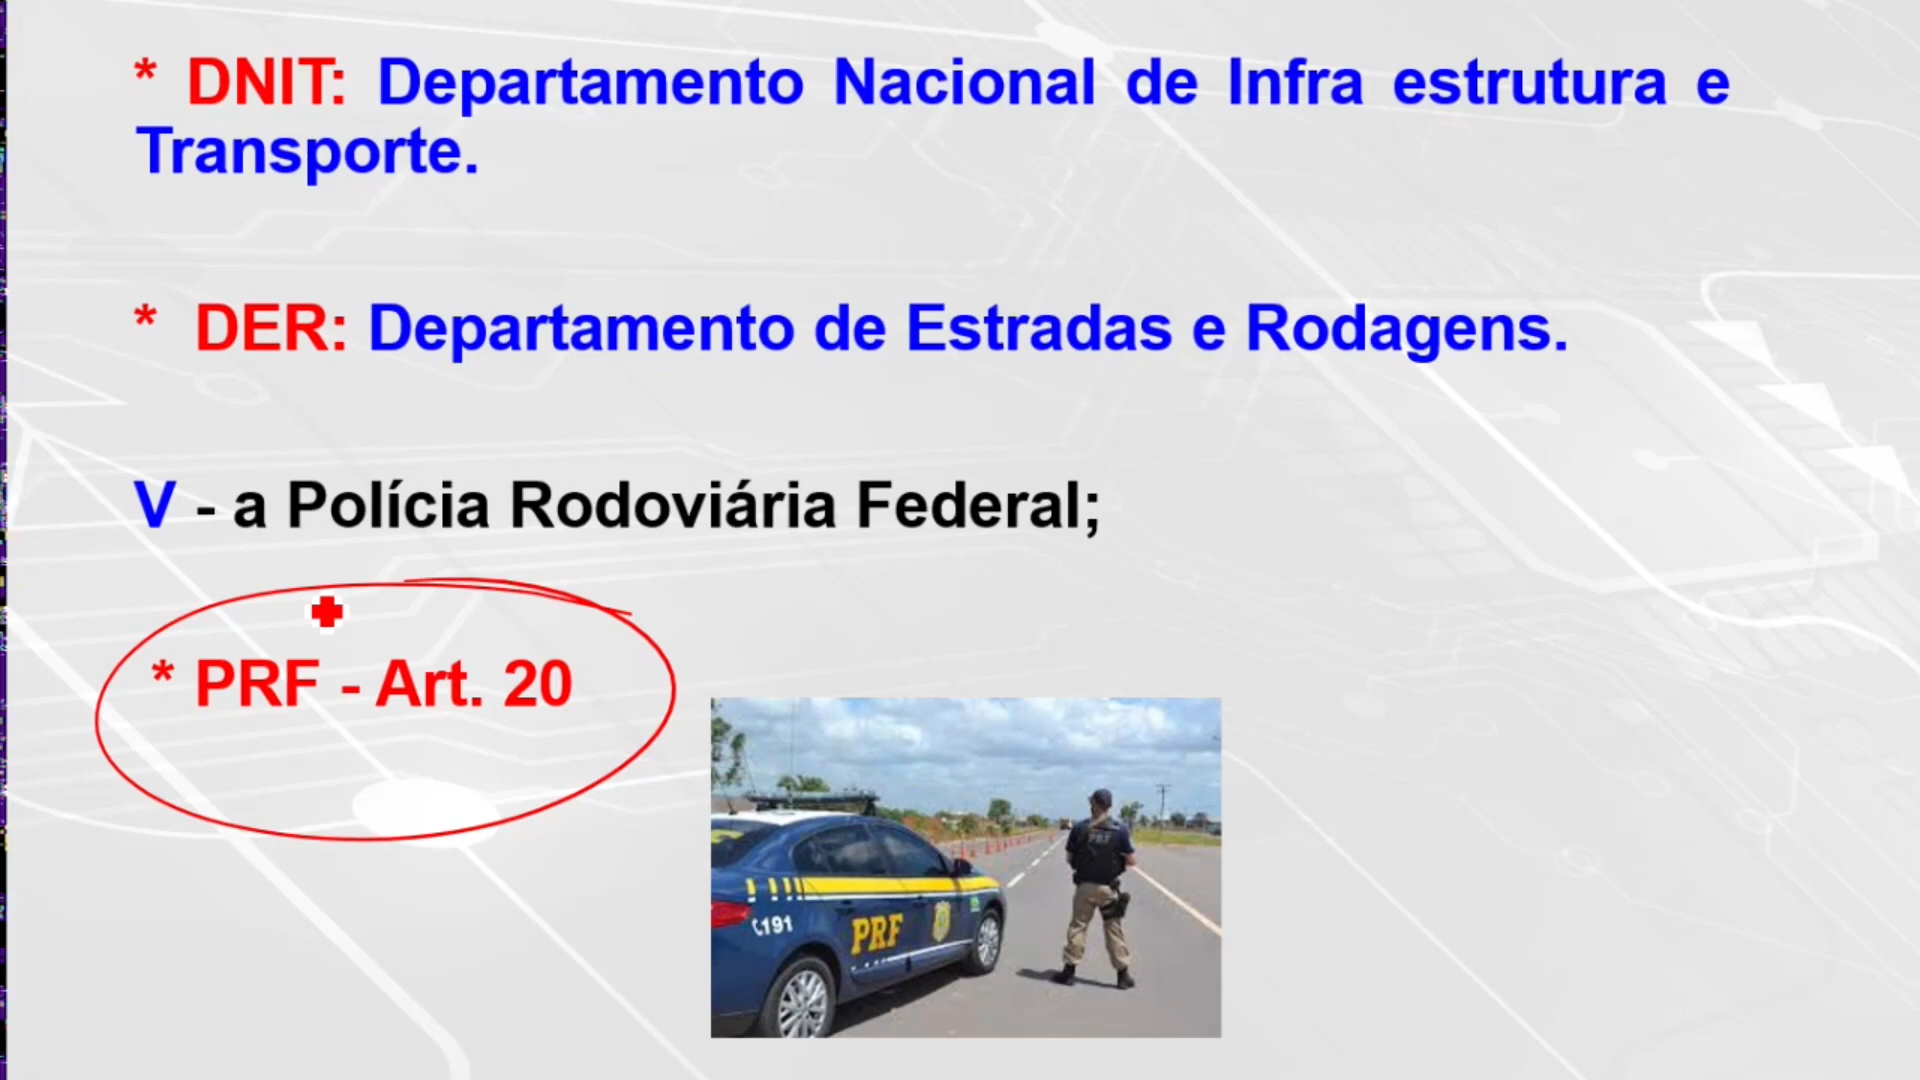 * DNIT: Departamento Nacional de Infra estrutura e
Transporte.
* DER: Departamento de Estradas e Rodagens.
V - a Polícia Rodoviária Federal;
* PRF - Art. 20
PRF
191
PRF